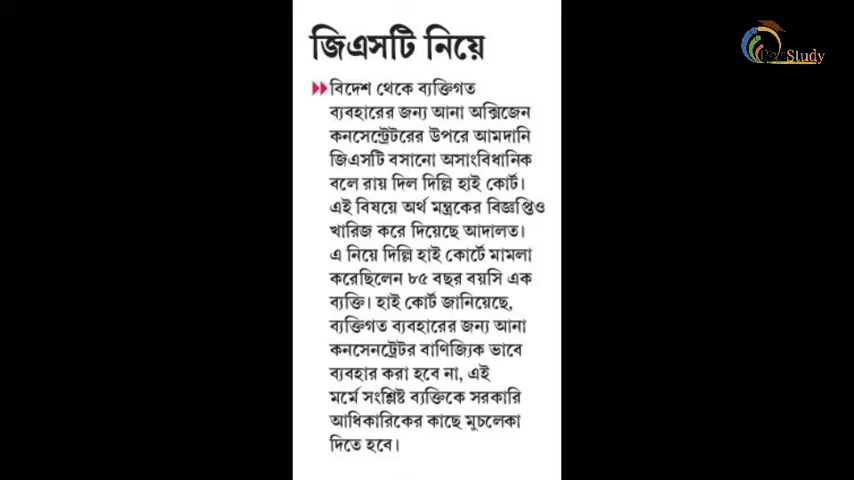 জিএসটি নিয়ে
বিদেশ থেকে ব্যক্তিগত
ব্যবহারের জন্য আনা অক্সিজেন
কনসেন্ট্রেটরের উপরে আমদানি
জিএসটি বসানো অসাংবিধানিক
বলে রায় দিল দিল্লি হাই কোর্ট।
এই বিষয়ে অর্থ মন্ত্রকের বিজ্ঞপ্তিও
খারিজ করে দিয়েছে আদালত।
এ নিয়ে দিল্লি হাই কোর্টে মামলা
করেছিলেন ৮৫ বছর বয়সি এক
ব্যক্তি। হাই কোর্ট জানিয়েছে,
ব্যক্তিগত ব্যবহারের জন্য আনা
কনসেনট্রেটর বাণিজ্যিক ভাবে
ব্যবহার করা হবে না, এই
মর্মে সংশ্লিষ্ট ব্যক্তিকে সরকারি
আধিকারিকের কাছে মুচলেকা
দিতে হবে।
Study